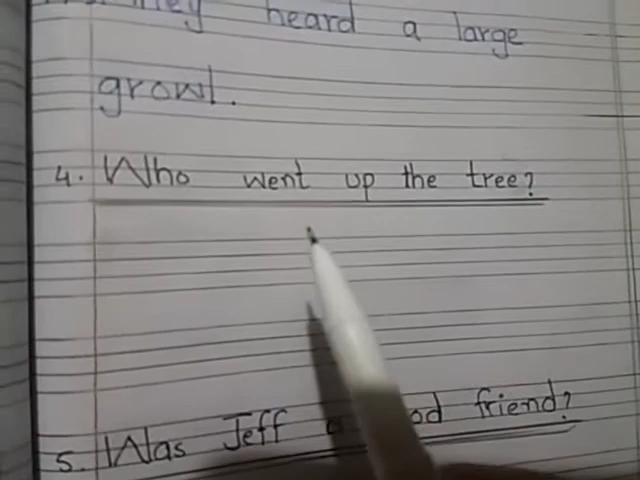 heard a large
growl.
4. Who went up the tree?
5. Was Jeff friend?